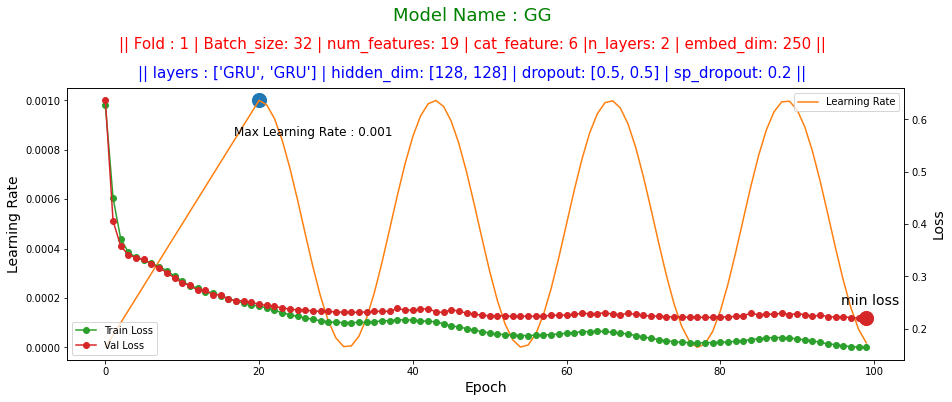 Model Name : GG
|| Fold : 1 | Batch_size: 32 | num_features: 19 | cat_feature: 6 |n_layers: 2 | embed_dim: 250 ||
|| layers : ['GRU', 'GRU'] | hidden_dim: [128, 128] | dropout: [0.5, 0.5] | sp_dropout: 0.2 ||
Learning Rate
0.0010
0.0008
0.0006
0.0004
0.0002
0.0000
Max Learning Rate : 0.001
Learning Rate
min loss
Train Loss
Val Loss
0.6
0.5
0.4
0.3
0.2
Loss
0
20
40
60
80
100
Epoch